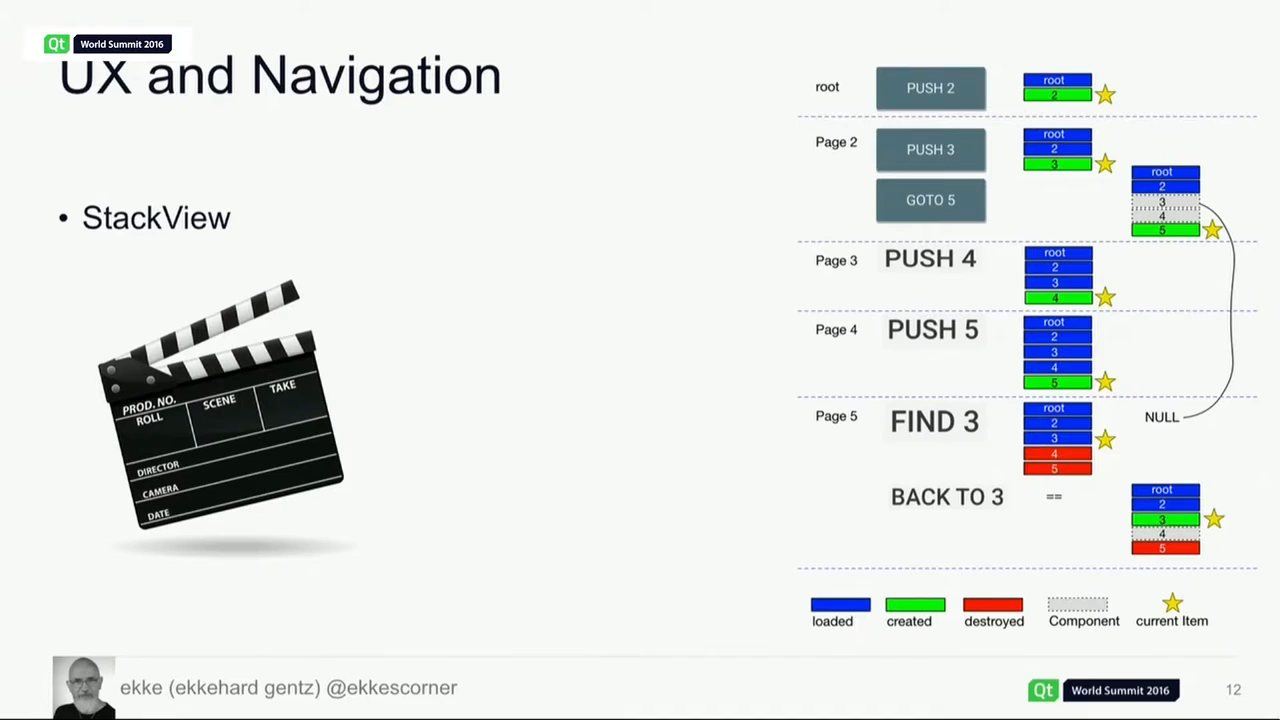 Qt World Summit 2016
UX and Navigation
• StackView
PROD. NO.
ROLL
SCENE
TAKE
DIRECTOR
CAMERA
DATE
root
PUSH 2
root
2
Page 2
PUSH 3
GOTO 5
root
2
3
root
2
3
4
5
Page 3
PUSH 4
root
2
3
4
Page 4
PUSH 5
root
2
3
4
5
Page 5
FIND 3
root
2
3
4
5
NULL
BACK TO 3
==
root
2
3
4
5
loaded
created
destroyed
Component
current Item
ekke (ekkehard gentz) @ekkescorner
Qt World Summit 2016
12